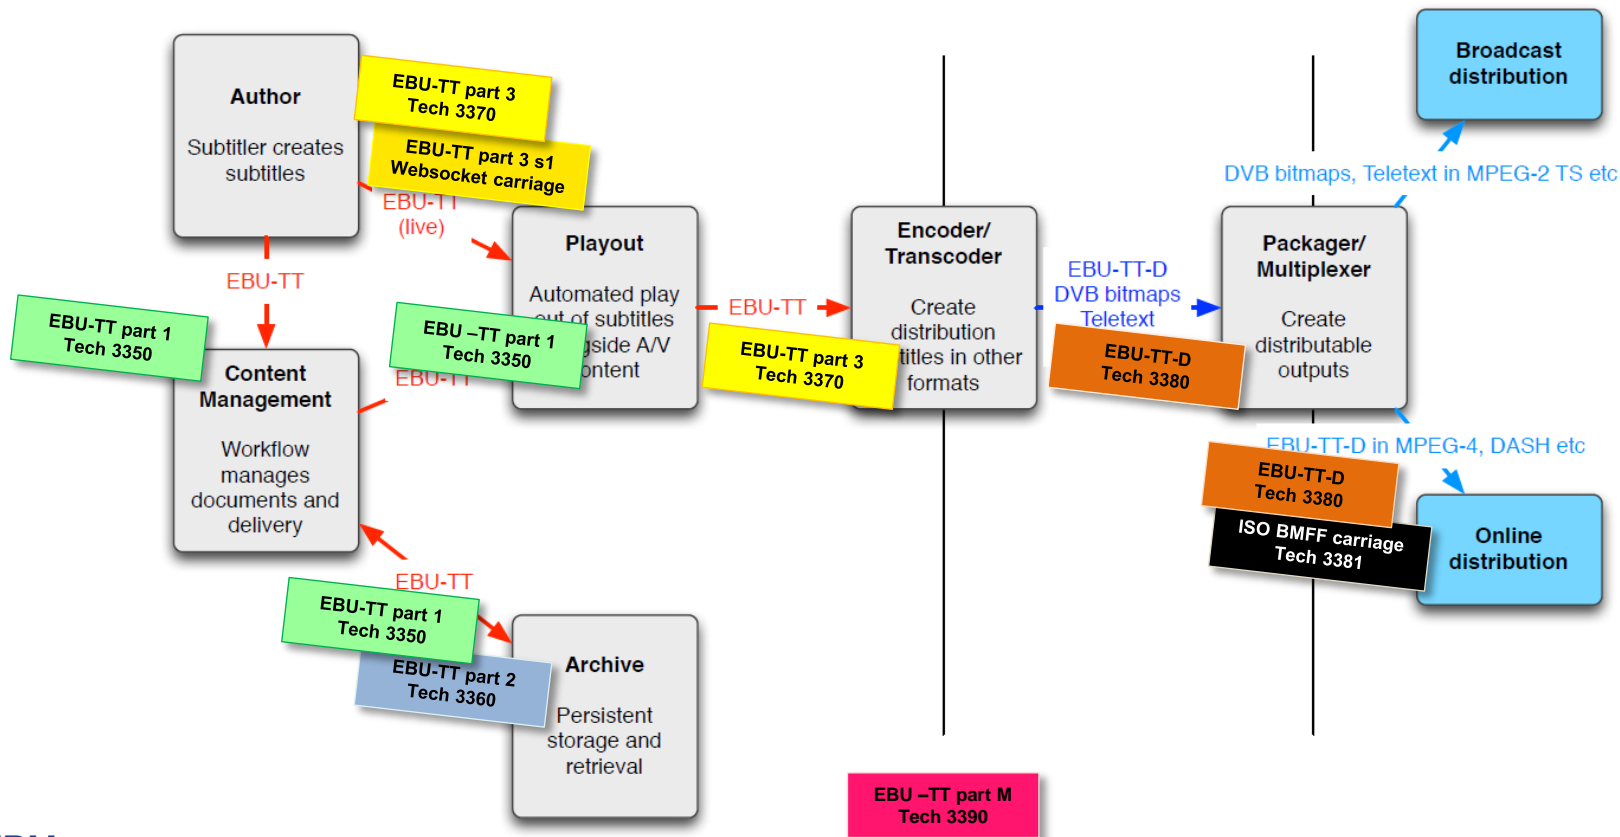 Author
Subtitler creates
subtitles
EBU-TT part 3
Tech 3370
EBU-TT part 3 s1
Websocket carriage
EBU-TT
(live)
EBU-TT
EBU-TT part 1
Tech 3350
Content
Management
Workflow
manages
documents and
delivery
EBU –TT part 1
Tech 3350
EBU-TT
Playout
Automated play
out of subtitles
alongside A/V
content
EBU-TT
EBU-TT part 3
Tech 3370
EBU-TT
EBU-TT part 1
Tech 3350
EBU-TT part 2
Tech 3360
Archive
Persistent
storage and
retrieval
Encoder/
Transcoder
Create
distribution
titles in other
formats
EBU-TT-D
DVB bitmaps
Teletext
EBU-TT-D
Tech 3380
Packager/
Multiplexer
Create
distributable
outputs
Broadcast
distribution
DVB bitmaps, Teletext in MPEG-2 TS etc
EBU-TT-D in MPEG-4, DASH etc
EBU-TT-D
Tech 3380
ISO BMFF carriage
Tech 3381
Online
distribution
EBU –TT part M
Tech 3390